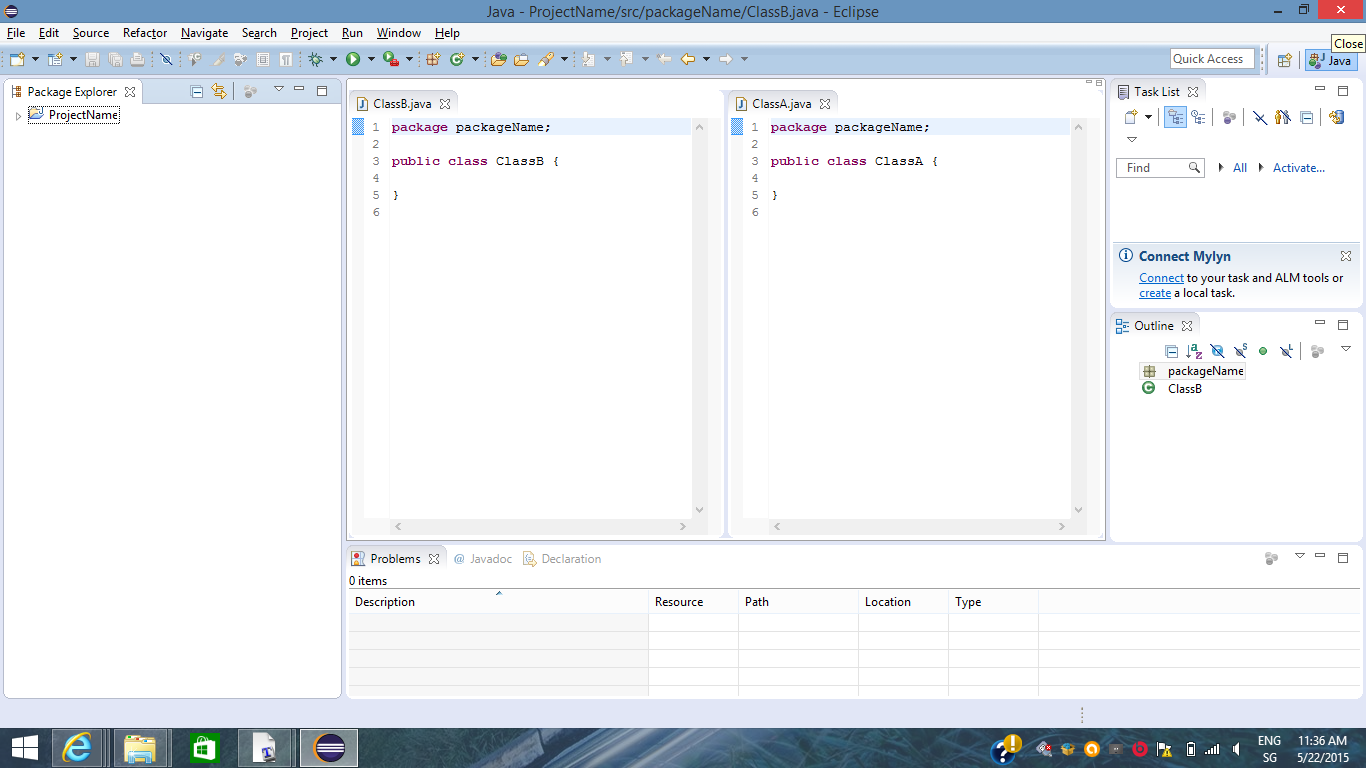 Java - ProjectName/src/packageName/ClassB.java - Eclipse
Close
File Edit Source Refactor Navigate Search Project Run Window Help
Quick Access
Java
Package Explorer
ProjectName
ClassB.java
1 package packageName;
2
3 public class ClassB {
4
5 }
6
ClassA.java
1 package packageName;
2
3 public class ClassA {
4
5 }
6
Task List
Find All Activate...
Connect Mylyn
Connect to your task and ALM tools or
create a local task.
Outline
packageName
ClassB
Problems @ Javadoc Declaration
0 items
Description Resource Path Location Type
ENG 11:36 AM
SG 5/22/2015